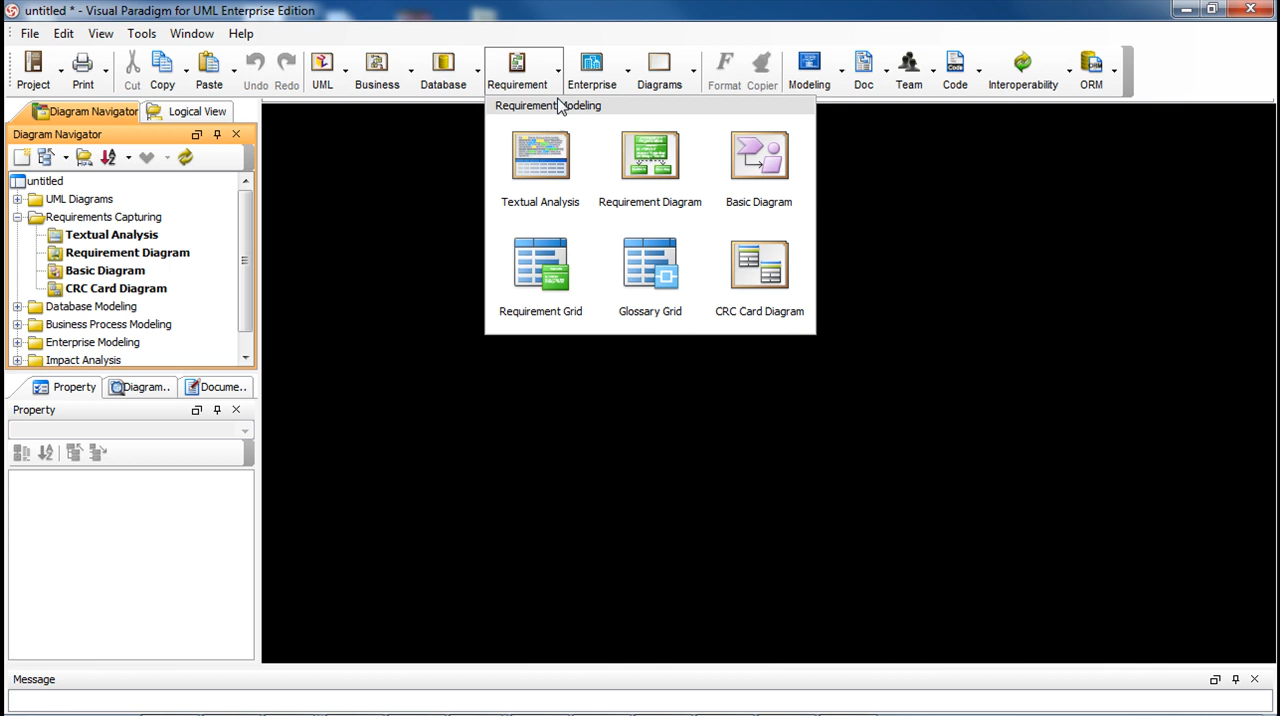 untitled * - Visual Paradigm for UML Enterprise Edition
File Edit View Tools Window Help
Project Print Cut Copy Paste Undo Redo UML Business Database Requirement Enterprise Diagrams Format Copier Modeling Doc Team Code Interoperability ORM
Diagram Navigator Logical View
Requirement Modeling
Diagram Navigator
untitled
UML Diagrams
Requirements Capturing
Textual Analysis
Requirement Diagram
Basic Diagram
CRC Card Diagram
Database Modeling
Business Process Modeling
Enterprise Modeling
Impact Analysis
Textual Analysis Requirement Diagram Basic Diagram
Requirement Grid Glossary Grid CRC Card Diagram
Property Diagram.. Docume..
Property
Message